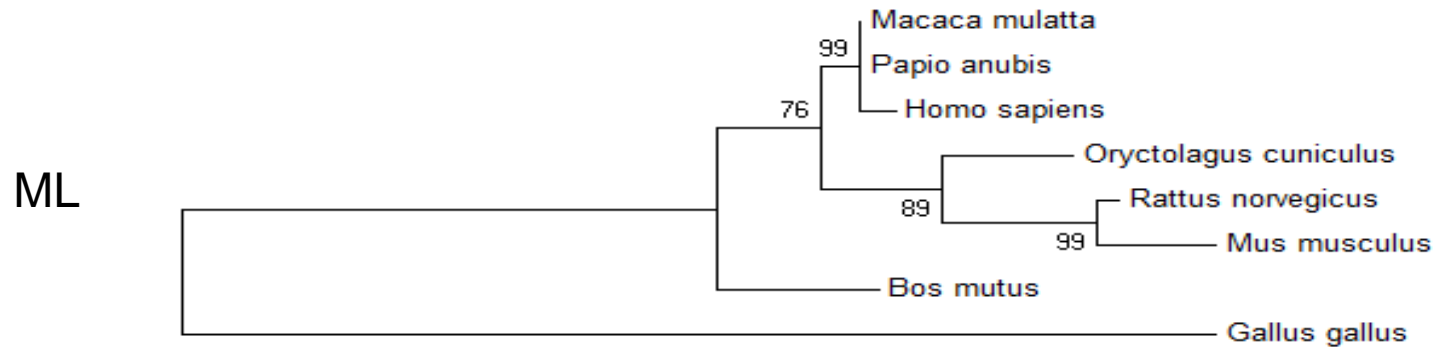 Macaca mulatta
99
Papio anubis
76
Homo sapiens
Oryctolagus cuniculus
ML
Rattus norvegicus
89
99
Mus musculus
Bos mutus
Gallus gallus